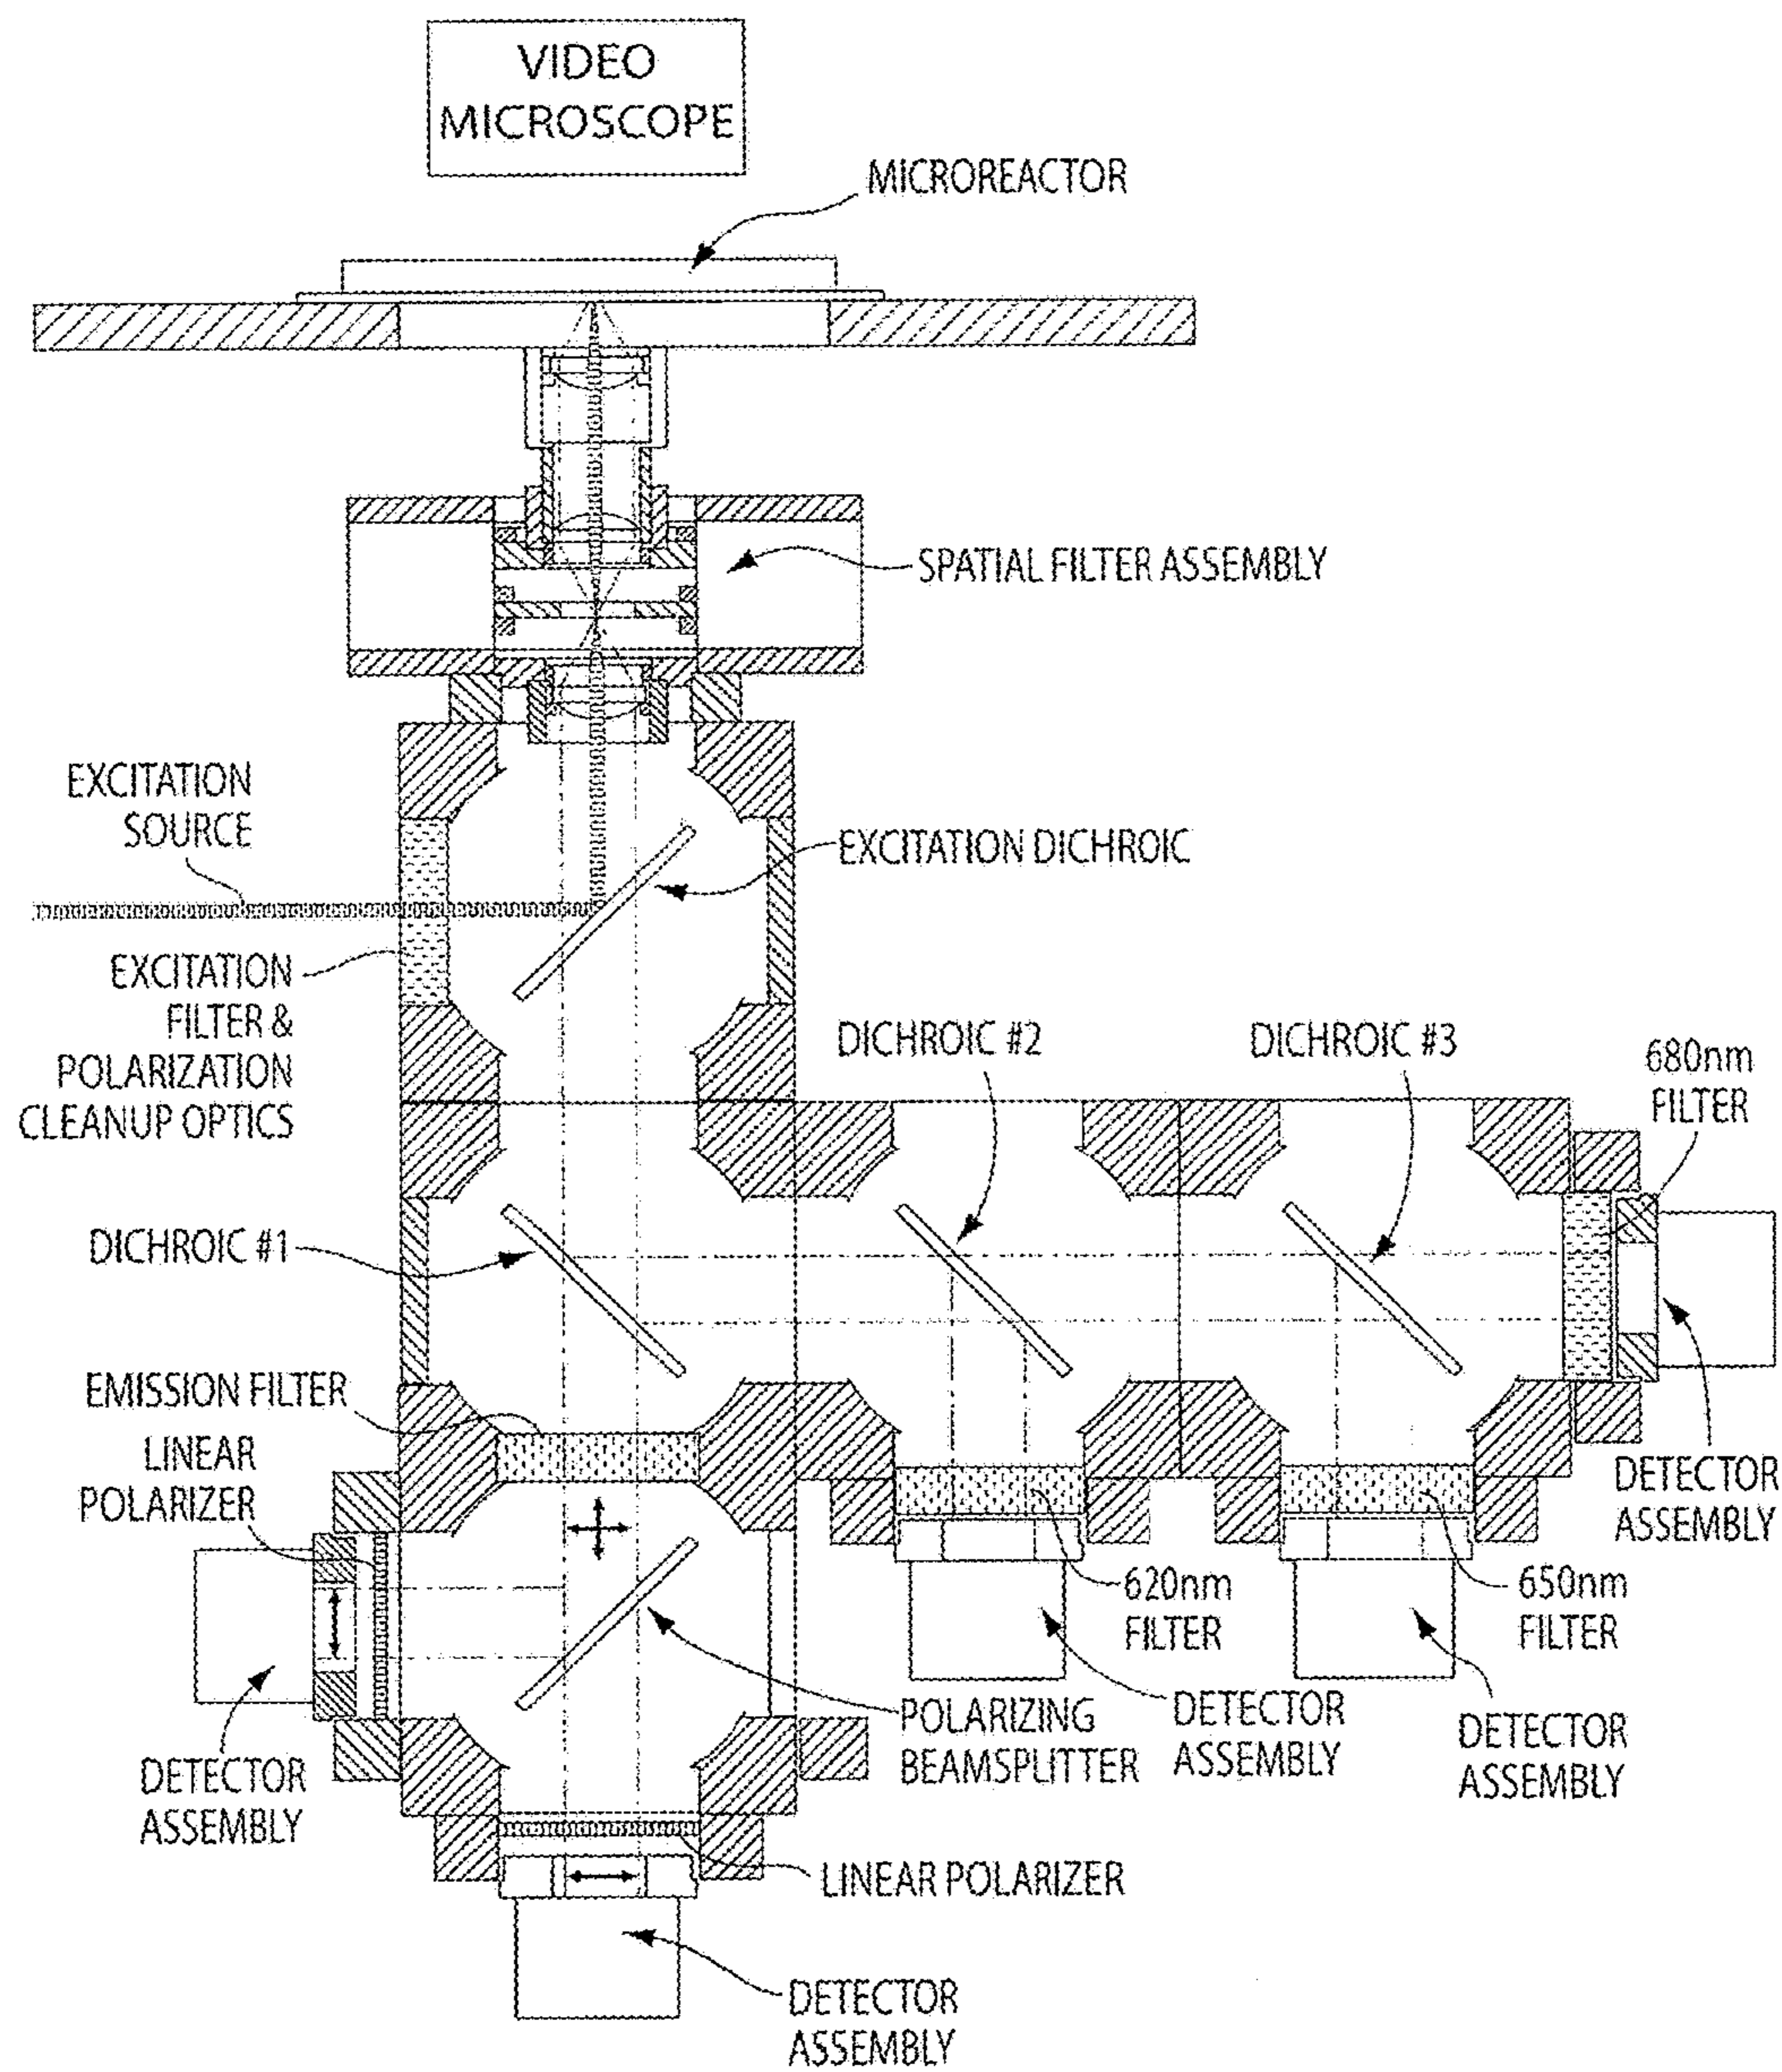 VIDEO
MICROSCOPE
MICROREACTOR
SPATIAL FILTER ASSEMBLY
EXCITATION
SOURCE
EXCITATION DICHROIC
EXCITATION
FILTER &
POLARIZATION
CLEANUP OPTICS
DICHROIC #2
DICHROIC #3
680nm
FILTER
DICHROIC #1
EMISSION FILTER
LINEAR
POLARIZER
DETECTOR
ASSEMBLY
620nm
FILTER
650nm
FILTER
DETECTOR
ASSEMBLY
POLARIZING
BEAMSPLITTER
DETECTOR
ASSEMBLY
DETECTOR
ASSEMBLY
LINEAR POLARIZER
DETECTOR
ASSEMBLY